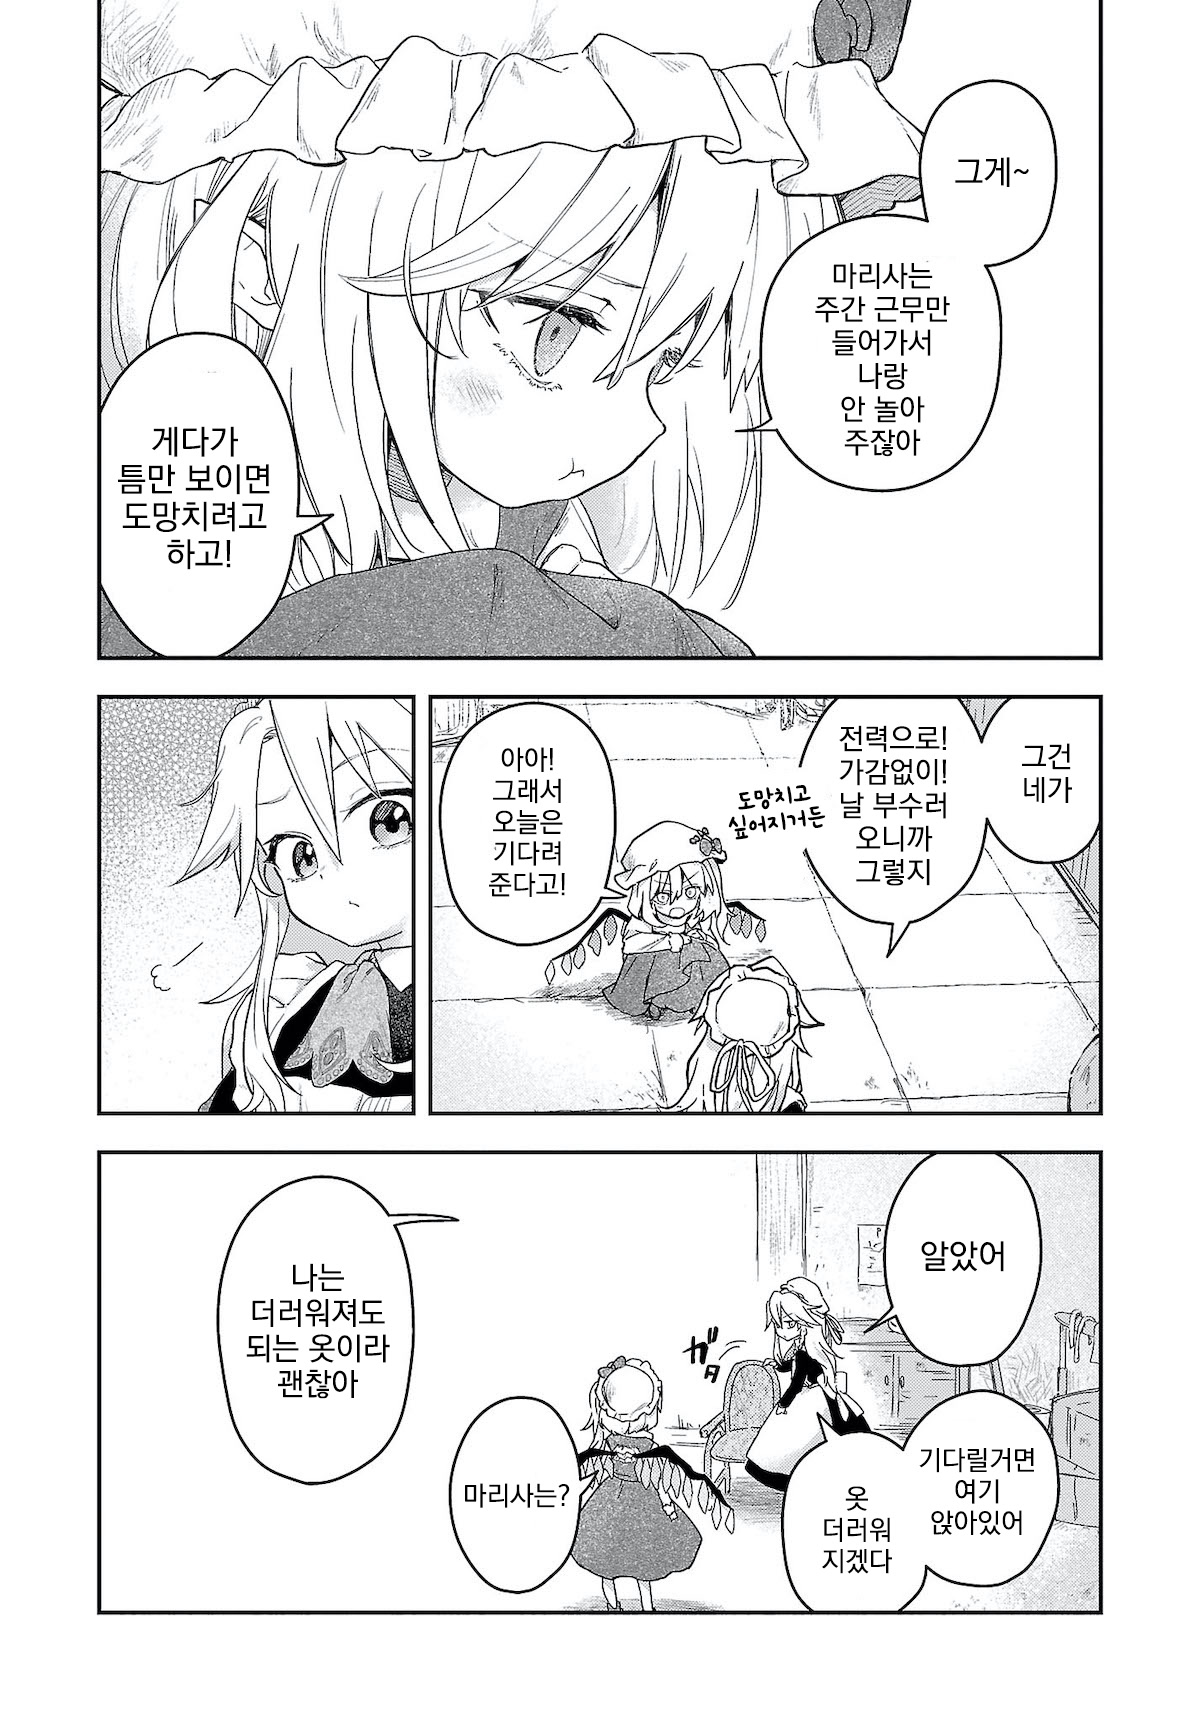 그게~
마리사는
주간 근무만
들어가서
나랑
안 놀아
주잖아
게다가
틈만 보이면
도망치려고
하고!
그건
네가
전력으로!
가감없이!
날 부수러
오니까
그렇지
도망치고
싶어지거든
아아!
그래서
오늘은
기다려
준다고!
알았어
기다릴거면
여기
앉아있어
옷
더러워
지겠다
ガタ
마리사는?
나는
더러워져도
되는 옷이라
괜찮아